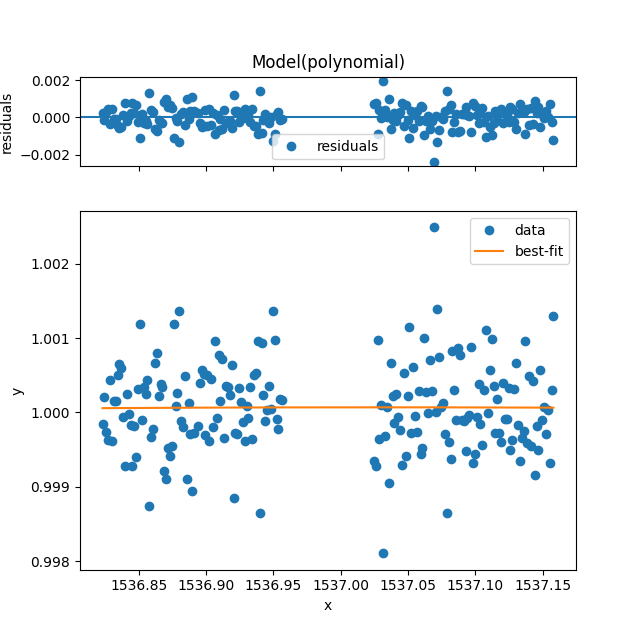 Model(polynomial)
0.002
0.000
−0.002
residuals
residuals
1.002
1.001
1.000
0.999
0.998
y
data
best-fit
1536.85 1536.90 1536.95 1537.00 1537.05 1537.10 1537.15
x